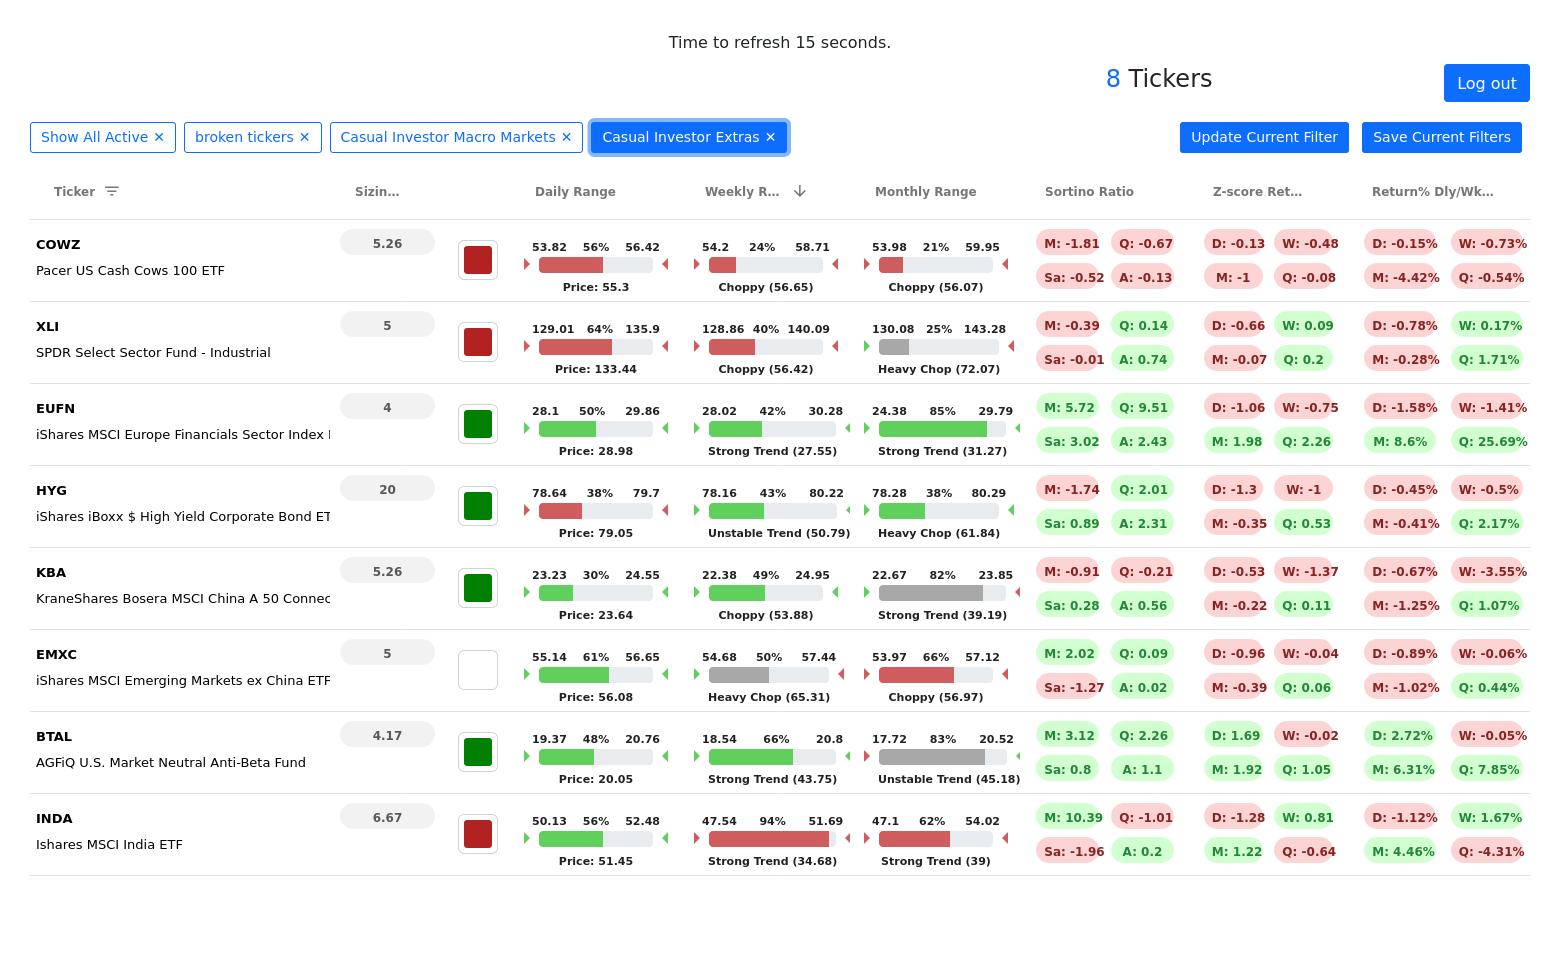 Time to refresh 15 seconds.
8 Tickers
Log out
Show All Active ✕ broken tickers ✕ Casual Investor Macro Markets ✕ Casual Investor Extras ✕ Update Current Filter Save Current Filters
Ticker Sizin... Daily Range Weekly R... Monthly Range Sortino Ratio Z-score Ret... Return% Dly/Wk...
COWZ 5.26 53.82 56% 56.42 54.2 24% 58.71 53.98 21% 59.95 M: -1.81 Q: -0.67 D: -0.13 W: -0.48 D: -0.15% W: -0.73%
Pacer US Cash Cows 100 ETF Price: 55.3 Choppy (56.65) Choppy (56.07) Sa: -0.52 A: -0.13 M: -1 Q: -0.08 M: -4.42% Q: -0.54%
XLI 5 129.01 64% 135.9 128.86 40% 140.09 130.08 25% 143.28 M: -0.39 Q: 0.14 D: -0.66 W: 0.09 D: -0.78% W: 0.17%
SPDR Select Sector Fund - Industrial Price: 133.44 Choppy (56.42) Heavy Chop (72.07) Sa: -0.01 A: 0.74 M: -0.07 Q: 0.2 M: -0.28% Q: 1.71%
EUFN 4 28.1 50% 29.86 28.02 42% 30.28 24.38 85% 29.79 M: 5.72 Q: 9.51 D: -1.06 W: -0.75 D: -1.58% W: -1.41%
iShares MSCI Europe Financials Sector Index Price: 28.98 Strong Trend (27.55) Strong Trend (31.27) Sa: 3.02 A: 2.43 M: 1.98 Q: 2.26 M: 8.6% Q: 25.69%
HYG 20 78.64 38% 79.7 78.16 43% 80.22 78.28 38% 80.29 M: -1.74 Q: 2.01 D: -1.3 W: -1 D: -0.45% W: -0.5%
iShares iBoxx $ High Yield Corporate Bond ET Price: 79.05 Unstable Trend (50.79) Heavy Chop (61.84) Sa: 0.89 A: 2.31 M: -0.35 Q: 0.53 M: -0.41% Q: 2.17%
KBA 5.26 23.23 30% 24.55 22.38 49% 24.95 22.67 82% 23.85 M: -0.91 Q: -0.21 D: -0.53 W: -1.37 D: -0.67% W: -3.55%
KraneShares Bosera MSCI China A 50 Connec Price: 23.64 Choppy (53.88) Strong Trend (39.19) Sa: 0.28 A: 0.56 M: -0.22 Q: 0.11 M: -1.25% Q: 1.07%
EMXC 5 55.14 61% 56.65 54.68 50% 57.44 53.97 66% 57.12 M: 2.02 Q: 0.09 D: -0.96 W: -0.04 D: -0.89% W: -0.06%
iShares MSCI Emerging Markets ex China ETF Price: 56.08 Heavy Chop (65.31) Choppy (56.97) Sa: -1.27 A: 0.02 M: -0.39 Q: 0.06 M: -1.02% Q: 0.44%
BTAL 4.17 19.37 48% 20.76 18.54 66% 20.8 17.72 83% 20.52 M: 3.12 Q: 2.26 D: 1.69 W: -0.02 D: 2.72% W: -0.05%
AGFiQ U.S. Market Neutral Anti-Beta Fund Price: 20.05 Strong Trend (43.75) Unstable Trend (45.18) Sa: 0.8 A: 1.1 M: 1.92 Q: 1.05 M: 6.31% Q: 7.85%
INDA 6.67 50.13 56% 52.48 47.54 94% 51.69 47.1 62% 54.02 M: 10.39 Q: -1.01 D: -1.28 W: 0.81 D: -1.12% W: 1.67%
Ishares MSCI India ETF Price: 51.45 Strong Trend (34.68) Strong Trend (39) Sa: -1.96 A: 0.2 M: 1.22 Q: -0.64 M: 4.46% Q: -4.31%